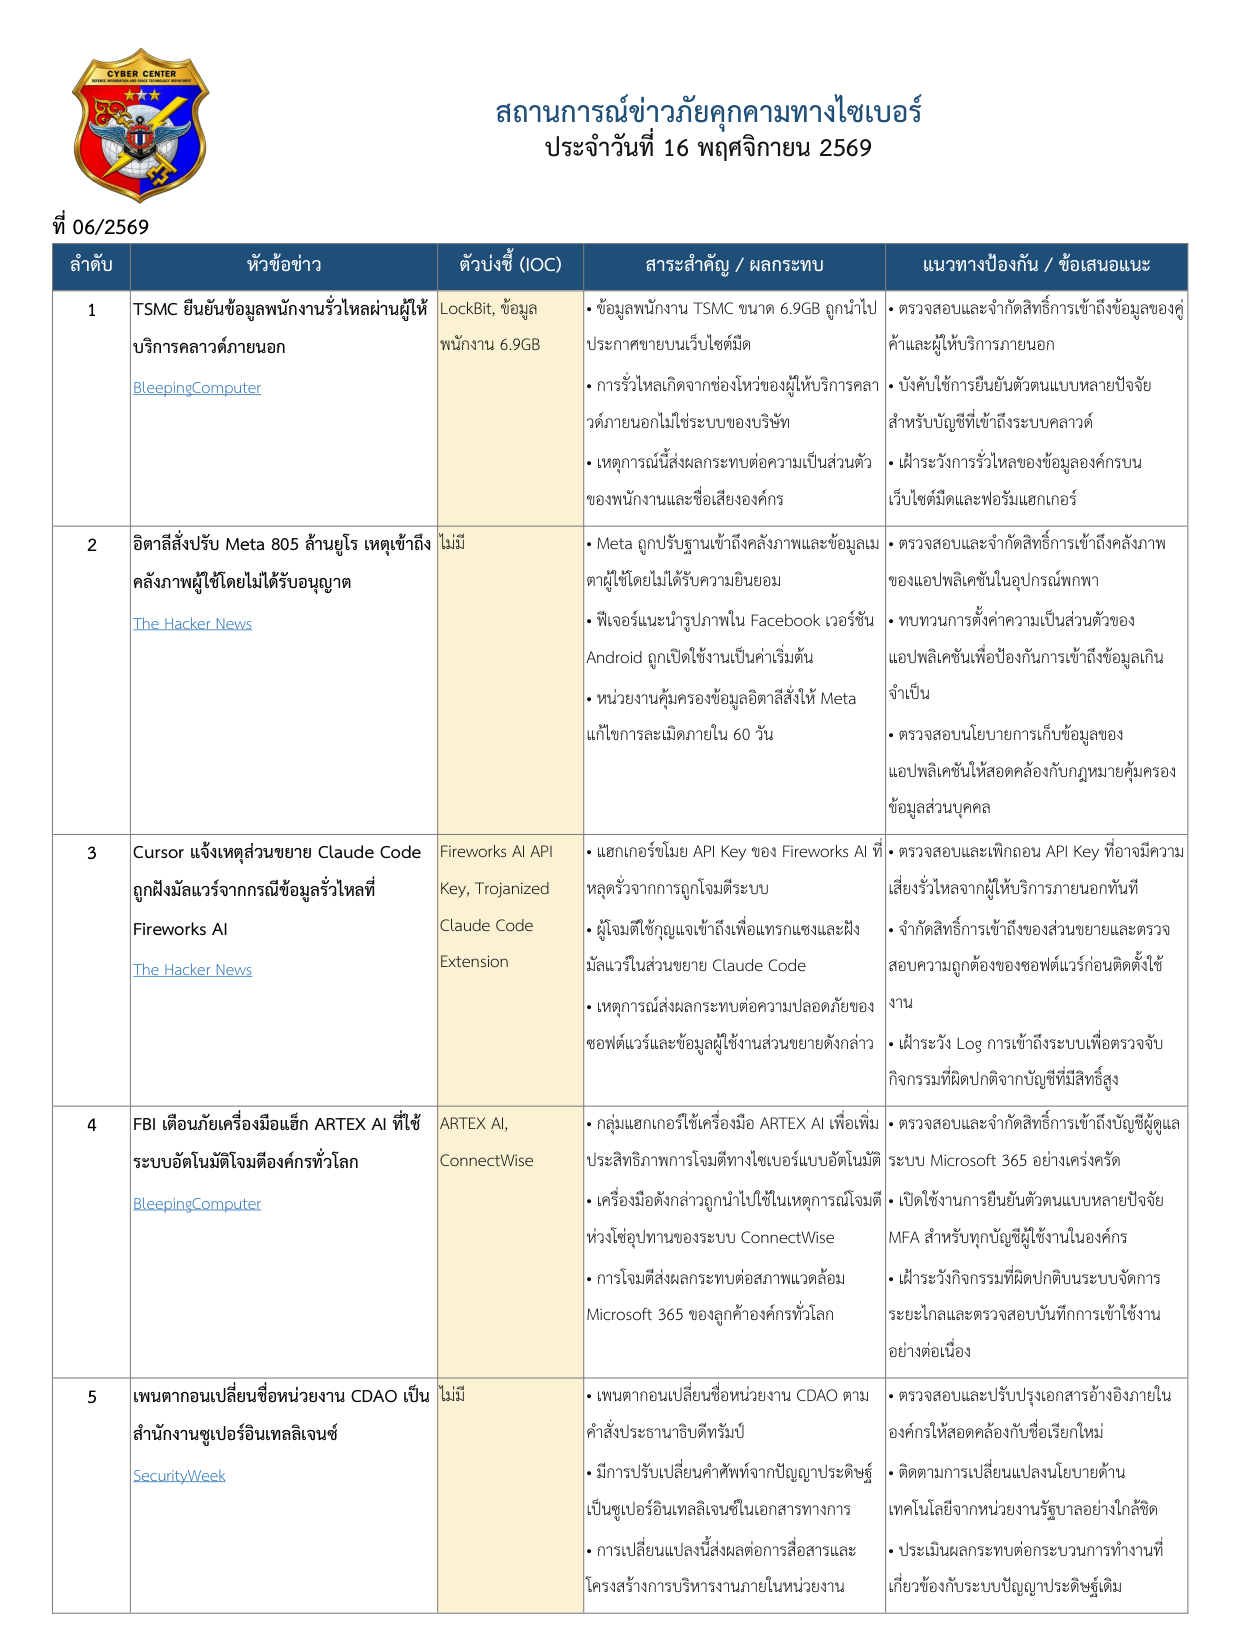 CYBER CENTER
DEFENCE INFORMATION AND SPACE TECHNOLOGY DEPARTMENT
สถานการณ์ข่าวภัยคุกคามทางไซเบอร์
ประจำวันที่ 16 พฤศจิกายน 2569
ที่ 06/2569
ลำดับ
หัวข้อข่าว
ตัวบ่งชี้ (IOC)
สาระสำคัญ / ผลกระทบ
แนวทางป้องกัน / ข้อเสนอแนะ
1
TSMC ยืนยันข้อมูลพนักงานรั่วไหลผ่านผู้ให้
บริการคลาวด์ภายนอก
BleepingComputer
LockBit, ข้อมูล
พนักงาน 6.9GB
• ข้อมูลพนักงาน TSMC ขนาด 6.9GB ถูกนำไป
ประกาศขายบนเว็บไซต์มืด
• การรั่วไหลเกิดจากช่องโหว่ของผู้ให้บริการคลา
วด์ภายนอกไม่ใช่ระบบของบริษัท
• เหตุการณ์นี้ส่งผลกระทบต่อความเป็นส่วนตัว
ของพนักงานและชื่อเสียงองค์กร
• ตรวจสอบและจำกัดสิทธิ์การเข้าถึงข้อมูลของคู่
ค้าและผู้ให้บริการภายนอก
• บังคับใช้การยืนยันตัวตนแบบหลายปัจจัย
สำหรับบัญชีที่เข้าถึงระบบคลาวด์
• เฝ้าระวังการรั่วไหลของข้อมูลองค์กรบน
เว็บไซต์มืดและฟอรัมแฮกเกอร์
2
อิตาลีสั่งปรับ Meta 805 ล้านยูโร เหตุเข้าถึง
คลังภาพผู้ใช้โดยไม่ได้รับอนุญาต
The Hacker News
ไม่มี
• Meta ถูกปรับฐานเข้าถึงคลังภาพและข้อมูลเม
ตาผู้ใช้โดยไม่ได้รับความยินยอม
• ฟีเจอร์แนะนำรูปภาพใน Facebook เวอร์ชัน
Android ถูกเปิดใช้งานเป็นค่าเริ่มต้น
• หน่วยงานคุ้มครองข้อมูลอิตาลีสั่งให้ Meta
แก้ไขการละเมิดภายใน 60 วัน
• ตรวจสอบและจำกัดสิทธิ์การเข้าถึงคลังภาพ
ของแอปพลิเคชันในอุปกรณ์พกพา
• ทบทวนการตั้งค่าความเป็นส่วนตัวของ
แอปพลิเคชันเพื่อป้องกันการเข้าถึงข้อมูลเกิน
จำเป็น
• ตรวจสอบนโยบายการเก็บข้อมูลของ
แอปพลิเคชันให้สอดคล้องกับกฎหมายคุ้มครอง
ข้อมูลส่วนบุคคล
3
Cursor แจ้งเหตุส่วนขยาย Claude Code
ถูกฝังมัลแวร์จากกรณีข้อมูลรั่วไหลที่
Fireworks AI
The Hacker News
Fireworks AI API
Key, Trojanized
Claude Code
Extension
• แฮกเกอร์ขโมย API Key ของ Fireworks AI ที่
หลุดรั่วจากการถูกโจมตีระบบ
• ผู้โจมตีใช้กุญแจเข้าถึงเพื่อแทรกแซงและฝัง
มัลแวร์ในส่วนขยาย Claude Code
• เหตุการณ์ส่งผลกระทบต่อความปลอดภัยของ
ซอฟต์แวร์และข้อมูลผู้ใช้งานส่วนขยายดังกล่าว
• ตรวจสอบและเพิกถอน API Key ที่อาจมีความ
เสี่ยงรั่วไหลจากผู้ให้บริการภายนอกทันที
• จำกัดสิทธิ์การเข้าถึงของส่วนขยายและตรวจ
สอบความถูกต้องของซอฟต์แวร์ก่อนติดตั้งใช้
งาน
• เฝ้าระวัง Log การเข้าถึงระบบเพื่อตรวจจับ
กิจกรรมที่ผิดปกติจากบัญชีที่มีสิทธิ์สูง
4
FBI เตือนภัยเครื่องมือแฮ็ก ARTEX AI ที่ใช้
ระบบอัตโนมัติโจมตีองค์กรทั่วโลก
BleepingComputer
ARTEX AI,
ConnectWise
• กลุ่มแฮกเกอร์ใช้เครื่องมือ ARTEX AI เพื่อเพิ่ม
ประสิทธิภาพการโจมตีทางไซเบอร์แบบอัตโนมัติ
• เครื่องมือดังกล่าวถูกนำไปใช้ในเหตุการณ์โจมตี
ห่วงโซ่อุปทานของระบบ ConnectWise
• การโจมตีส่งผลกระทบต่อสภาพแวดล้อม
Microsoft 365 ของลูกค้าองค์กรทั่วโลก
• ตรวจสอบและจำกัดสิทธิ์การเข้าถึงบัญชีผู้ดูแล
ระบบ Microsoft 365 อย่างเคร่งครัด
• เปิดใช้งานการยืนยันตัวตนแบบหลายปัจจัย
MFA สำหรับทุกบัญชีผู้ใช้งานในองค์กร
• เฝ้าระวังกิจกรรมที่ผิดปกติบนระบบจัดการ
ระยะไกลและตรวจสอบบันทึกการเข้าใช้งาน
อย่างต่อเนื่อง
5
เพนตากอนเปลี่ยนชื่อหน่วยงาน CDAO เป็น
สำนักงานซูเปอร์อินเทลลิเจนซ์
SecurityWeek
ไม่มี
• เพนตากอนเปลี่ยนชื่อหน่วยงาน CDAO ตาม
คำสั่งประธานาธิบดีทรัมป์
• มีการปรับเปลี่ยนคำศัพท์จากปัญญาประดิษฐ์
เป็นซูเปอร์อินเทลลิเจนซ์ในเอกสารทางการ
• การเปลี่ยนแปลงนี้ส่งผลต่อการสื่อสารและ
โครงสร้างการบริหารงานภายในหน่วยงาน
• ตรวจสอบและปรับปรุงเอกสารอ้างอิงภายใน
องค์กรให้สอดคล้องกับชื่อเรียกใหม่
• ติดตามการเปลี่ยนแปลงนโยบายด้าน
เทคโนโลยีจากหน่วยงานรัฐบาลอย่างใกล้ชิด
• ประเมินผลกระทบต่อกระบวนการทำงานที่
เกี่ยวข้องกับระบบปัญญาประดิษฐ์เดิม